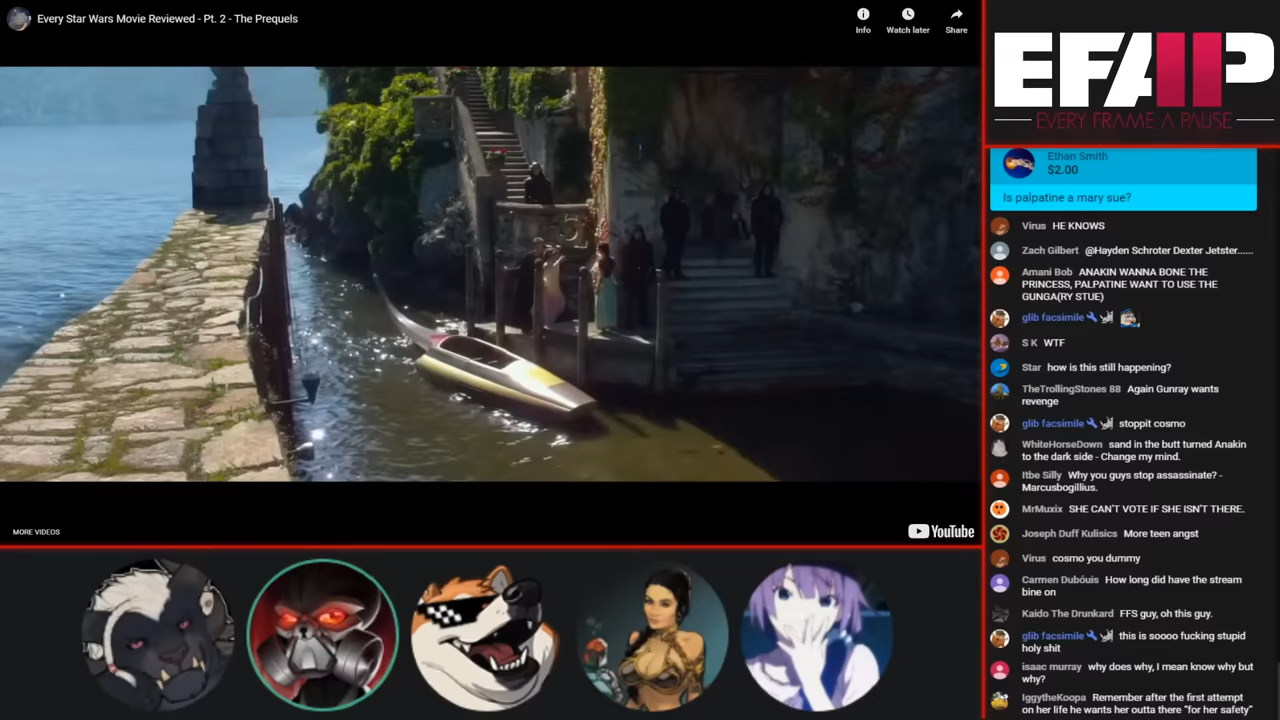 Every Star Wars Movie Reviewed - Pt. 2 - The Prequels
Info
Watch later
Share
MORE VIDEOS
YouTube
EFAP
EVERY FRAME A PAUSE
Ethan Smith
$2.00
Is palpatine a mary sue?
Virus HE KNOWS
Zach Gilbert @Hayden Schroter Dexter Jetster......
Amani Bob ANAKIN WANNA BONE THE
PRINCESS, PALPATINE WANT TO USE THE
GUNGA(RY STUE)
glib facsimile
S K WTF
Star how is this still happening?
TheTrollingStones 88 Again Gunray wants
revenge
glib facsimile stoppit cosmo
WhiteHorseDown sand in the butt turned Anakin
to the dark side - Change my mind.
Itbe Silly Why you guys stop assassinate? -
Marcusbogillius.
MrMuxix SHE CAN'T VOTE IF SHE ISN'T THERE.
Joseph Duff Kulisics More teen angst
Virus cosmo you dummy
Carmen Dubóuis How long did have the stream
bine on
Kaido The Drunkard FFS guy, oh this guy.
glib facsimile this is soooo fucking stupid
holy shit
isaac murray why does why, I mean know why but
why?
IggytheKoopa Remember after the first attempt
on her life he wants her outta there "for her safety"